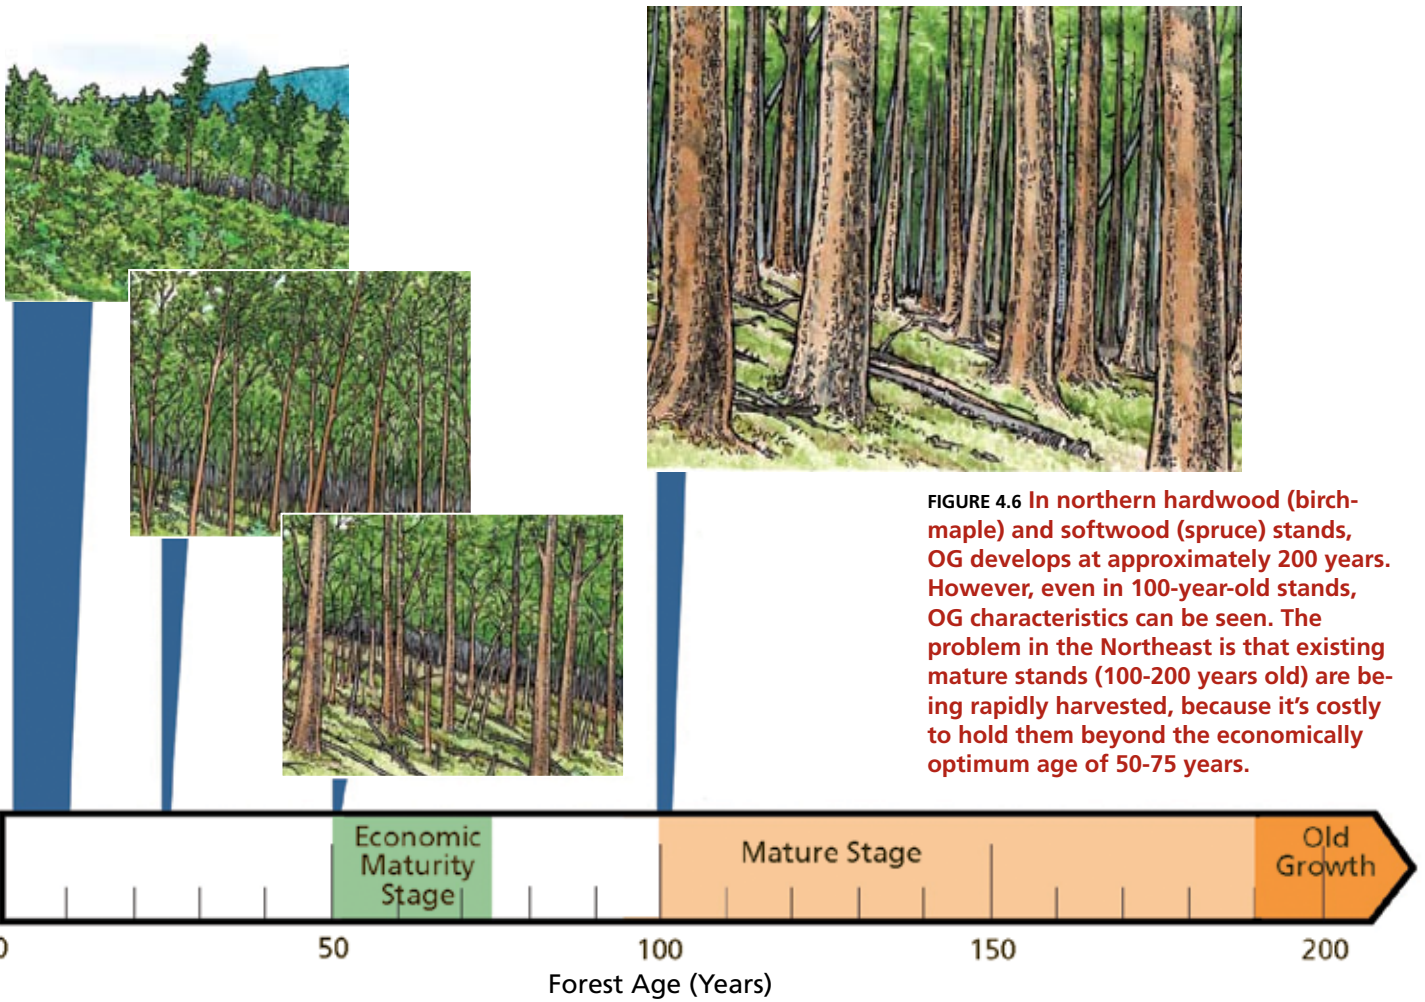 FIGURE 4.6 In northern hardwood (birch-
maple) and softwood (spruce) stands,
OG develops at approximately 200 years.
However, even in 100-year-old stands,
OG characteristics can be seen. The
problem in the Northeast is that existing
mature stands (100-200 years old) are be-
ing rapidly harvested, because it's costly
to hold them beyond the economically
optimum age of 50-75 years.
Economic
Maturity
Stage
Mature Stage
Old
Growth
0 50 100 150 200
Forest Age (Years)